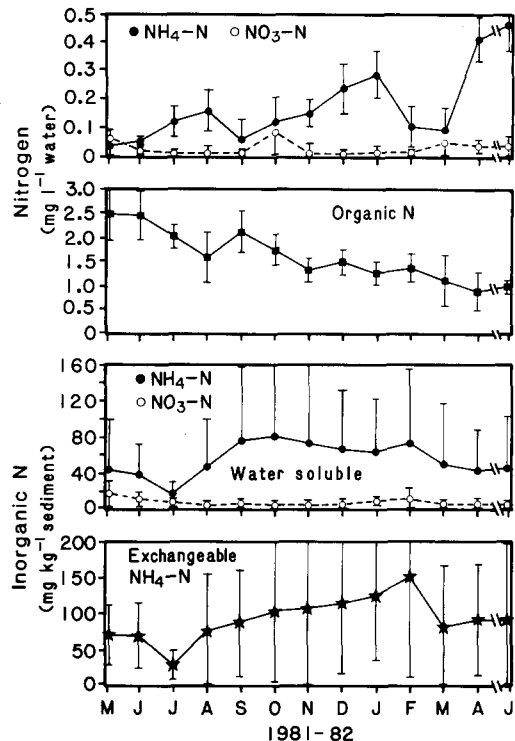 NH₄-N NO₃-N
0.5
0.4
0.3
0.2
0.1
0
Nitrogen
(mg l⁻¹ water)
Organic N
3.0
2.5
2.0
1.5
1.0
0.5
0
NH₄-N
NO₃-N
Water soluble
160
120
80
40
0
Inorganic N
(mg kg⁻¹ sediment)
Exchangeable
NH₄-N
200
150
100
50
0
M J J A S O N D J F M A J
1981-82